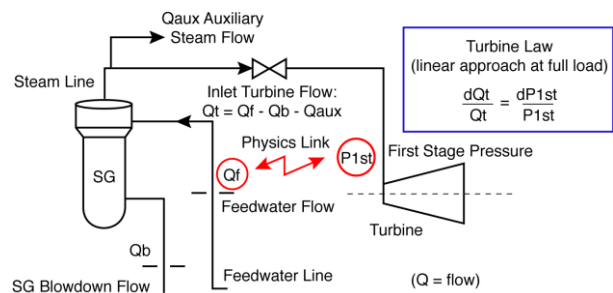 Qaux Auxiliary
Steam Flow
Steam Line
Inlet Turbine Flow:
Qt = Qf - Qb - Qaux
Turbine Law
(linear approach at full load)
dQt / Qt = dP1st / P1st
Physics Link
P1st
First Stage Pressure
SG
Qf
Feedwater Flow
Turbine
Qb
SG Blowdown Flow
Feedwater Line
(Q = flow)